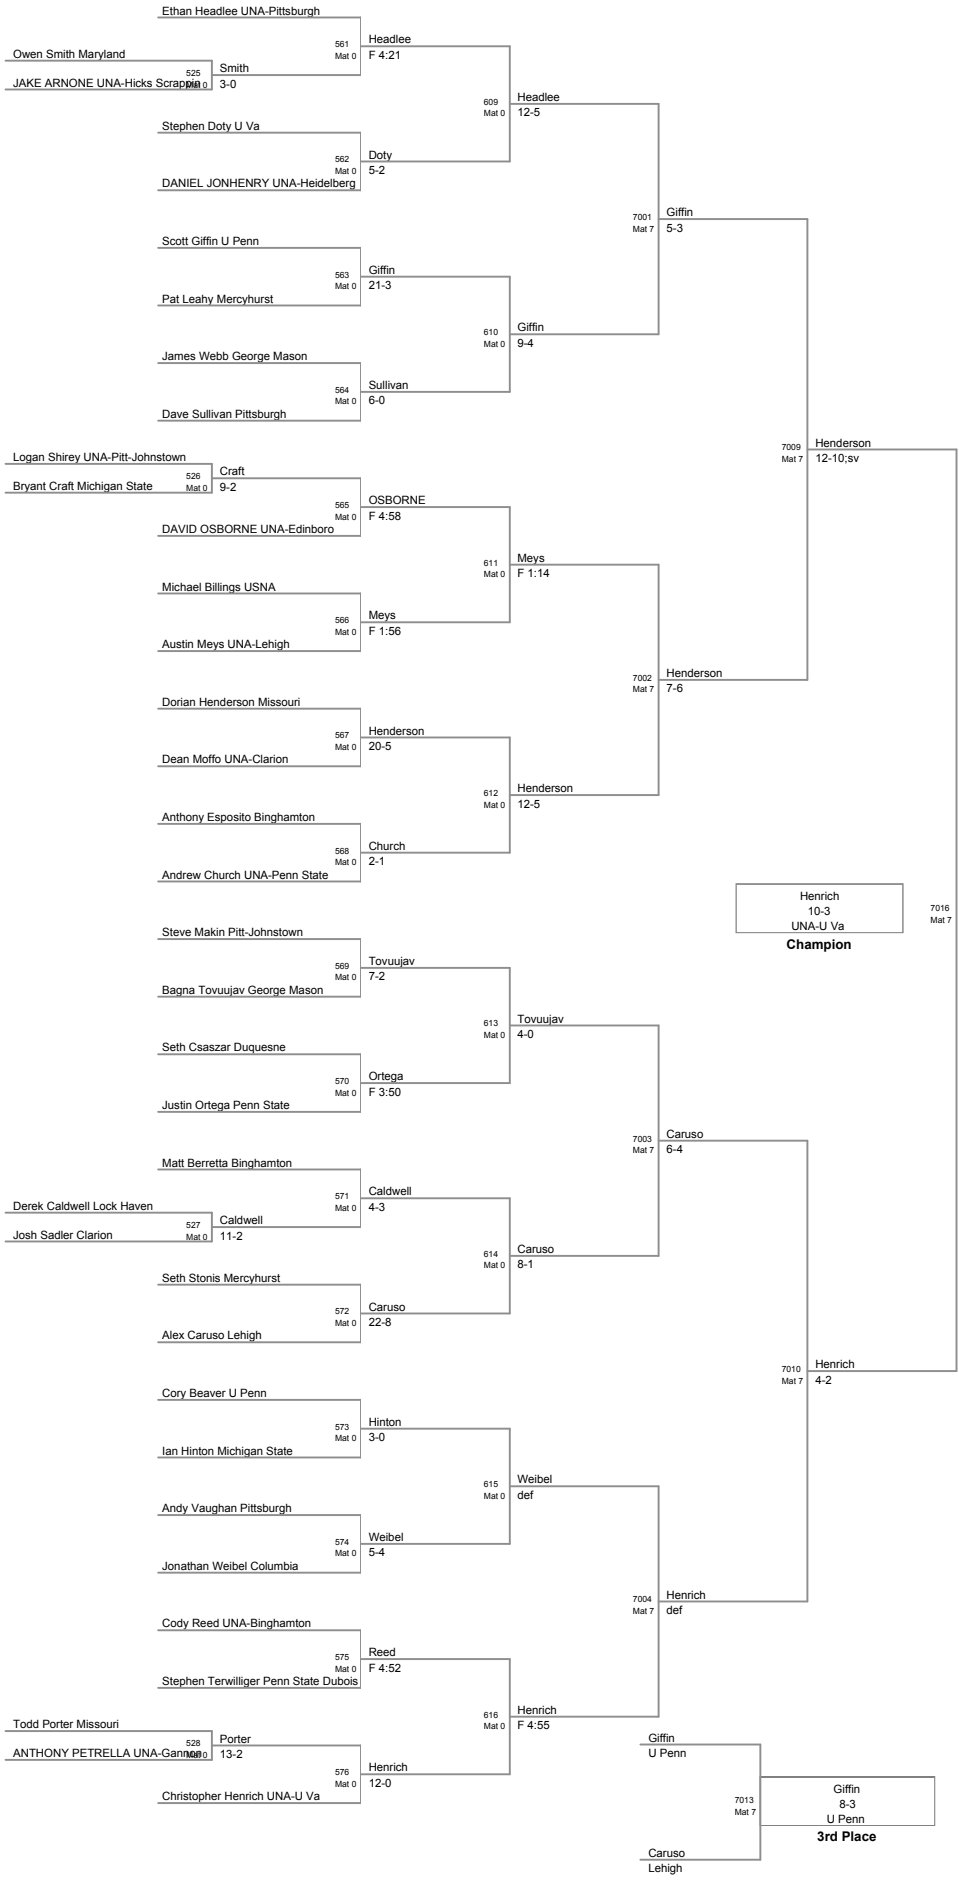 Ethan Headlee UNA-Pittsburgh
561
Mat 0
Headlee
F 4:21
Owen Smith Maryland
525
Mat 0
Smith
3-0
JAKE ARNONE UNA-Hicks Scrappin
609
Mat 0
Headlee
12-5
Stephen Doty U Va
562
Mat 0
Doty
5-2
DANIEL JONHENRY UNA-Heidelberg
7001
Mat 7
Giffin
5-3
Scott Giffin U Penn
563
Mat 0
Giffin
21-3
Pat Leahy Mercyhurst
610
Mat 0
Giffin
9-4
James Webb George Mason
564
Mat 0
Sullivan
6-0
Dave Sullivan Pittsburgh
7009
Mat 7
Henderson
12-10;sv
Logan Shirey UNA-Pitt-Johnstown
526
Mat 0
Craft
9-2
Bryant Craft Michigan State
565
Mat 0
OSBORNE
F 4:58
DAVID OSBORNE UNA-Edinboro
611
Mat 0
Meys
F 1:14
Michael Billings USNA
566
Mat 0
Meys
F 1:56
Austin Meys UNA-Lehigh
7002
Mat 7
Henderson
7-6
Dorian Henderson Missouri
567
Mat 0
Henderson
20-5
Dean Moffo UNA-Clarion
612
Mat 0
Henderson
12-5
Anthony Esposito Binghamton
568
Mat 0
Church
2-1
Andrew Church UNA-Penn State
Henrich
10-3
UNA-U Va
Champion
7016
Mat 7
Steve Makin Pitt-Johnstown
569
Mat 0
Tovuujav
7-2
Bagna Tovuujav George Mason
613
Mat 0
Tovuujav
4-0
Seth Csaszar Duquesne
570
Mat 0
Ortega
F 3:50
Justin Ortega Penn State
7003
Mat 7
Caruso
6-4
Matt Berretta Binghamton
571
Mat 0
Caldwell
4-3
Derek Caldwell Lock Haven
527
Mat 0
Caldwell
11-2
Josh Sadler Clarion
614
Mat 0
Caruso
8-1
Seth Stonis Mercyhurst
572
Mat 0
Caruso
22-8
Alex Caruso Lehigh
7010
Mat 7
Henrich
4-2
Cory Beaver U Penn
573
Mat 0
Hinton
3-0
Ian Hinton Michigan State
615
Mat 0
Weibel
def
Andy Vaughan Pittsburgh
574
Mat 0
Weibel
5-4
Jonathan Weibel Columbia
7004
Mat 7
Henrich
def
Cody Reed UNA-Binghamton
575
Mat 0
Reed
F 4:52
Stephen Terwilliger Penn State Dubois
616
Mat 0
Henrich
F 4:55
Todd Porter Missouri
528
Mat 0
Porter
13-2
ANTHONY PETRELLA UNA-Gannon
576
Mat 0
Henrich
12-0
Christopher Henrich UNA-U Va
Giffin
U Penn
7013
Mat 7
Giffin
8-3
U Penn
3rd Place
Caruso
Lehigh